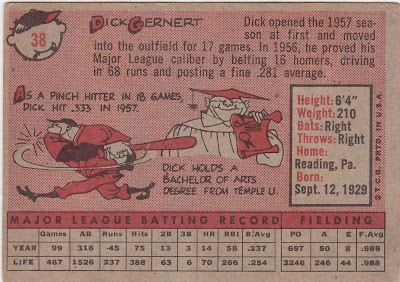 38
DICK GERNERT
Dick opened the 1957 sea-
son at first and moved
into the outfield for 17 games. In 1956, he proved his
Major League caliber by belting 16 homers, driving
in 68 runs and posting a fine .281 average.
AS A PINCH HITTER IN 18 GAMES,
DICK HIT .333 IN 1957.
DICK HOLDS A
BACHELOR OF ARTS
DEGREE FROM TEMPLE U.
Height: 6'4"
Weight: 210
Bats: Right
Throws: Right
Home:
Reading, Pa.
Born:
Sept. 12, 1929
© T.C.G. PRTD. IN U.S.A.
MAJOR LEAGUE BATTING RECORD FIELDING
Games AB Runs Hits 2B 3B H.R. RBI B.Avg PO A E F.Avg
YEAR 99 316 45 75 13 3 14 58 .237 697 50 8 .989
LIFE 467 1526 237 388 63 6 70 266 .254 3246 246 44 .988